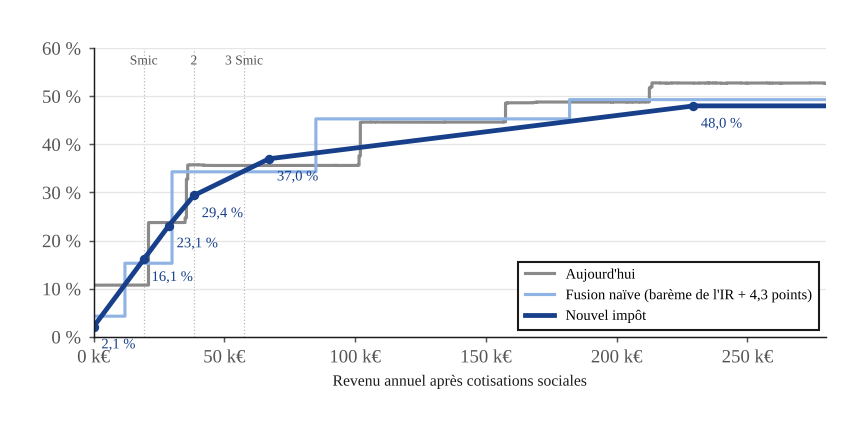 60 %
50 %
40 %
30 %
20 %
10 %
0 %
Smic
2
3 Smic
2,1 %
16,1 %
23,1 %
29,4 %
37,0 %
48,0 %
Aujourd'hui
Fusion naïve (barème de l'IR + 4,3 points)
Nouvel impôt
0 k€
50 k€
100 k€
150 k€
200 k€
250 k€
Revenu annuel après cotisations sociales